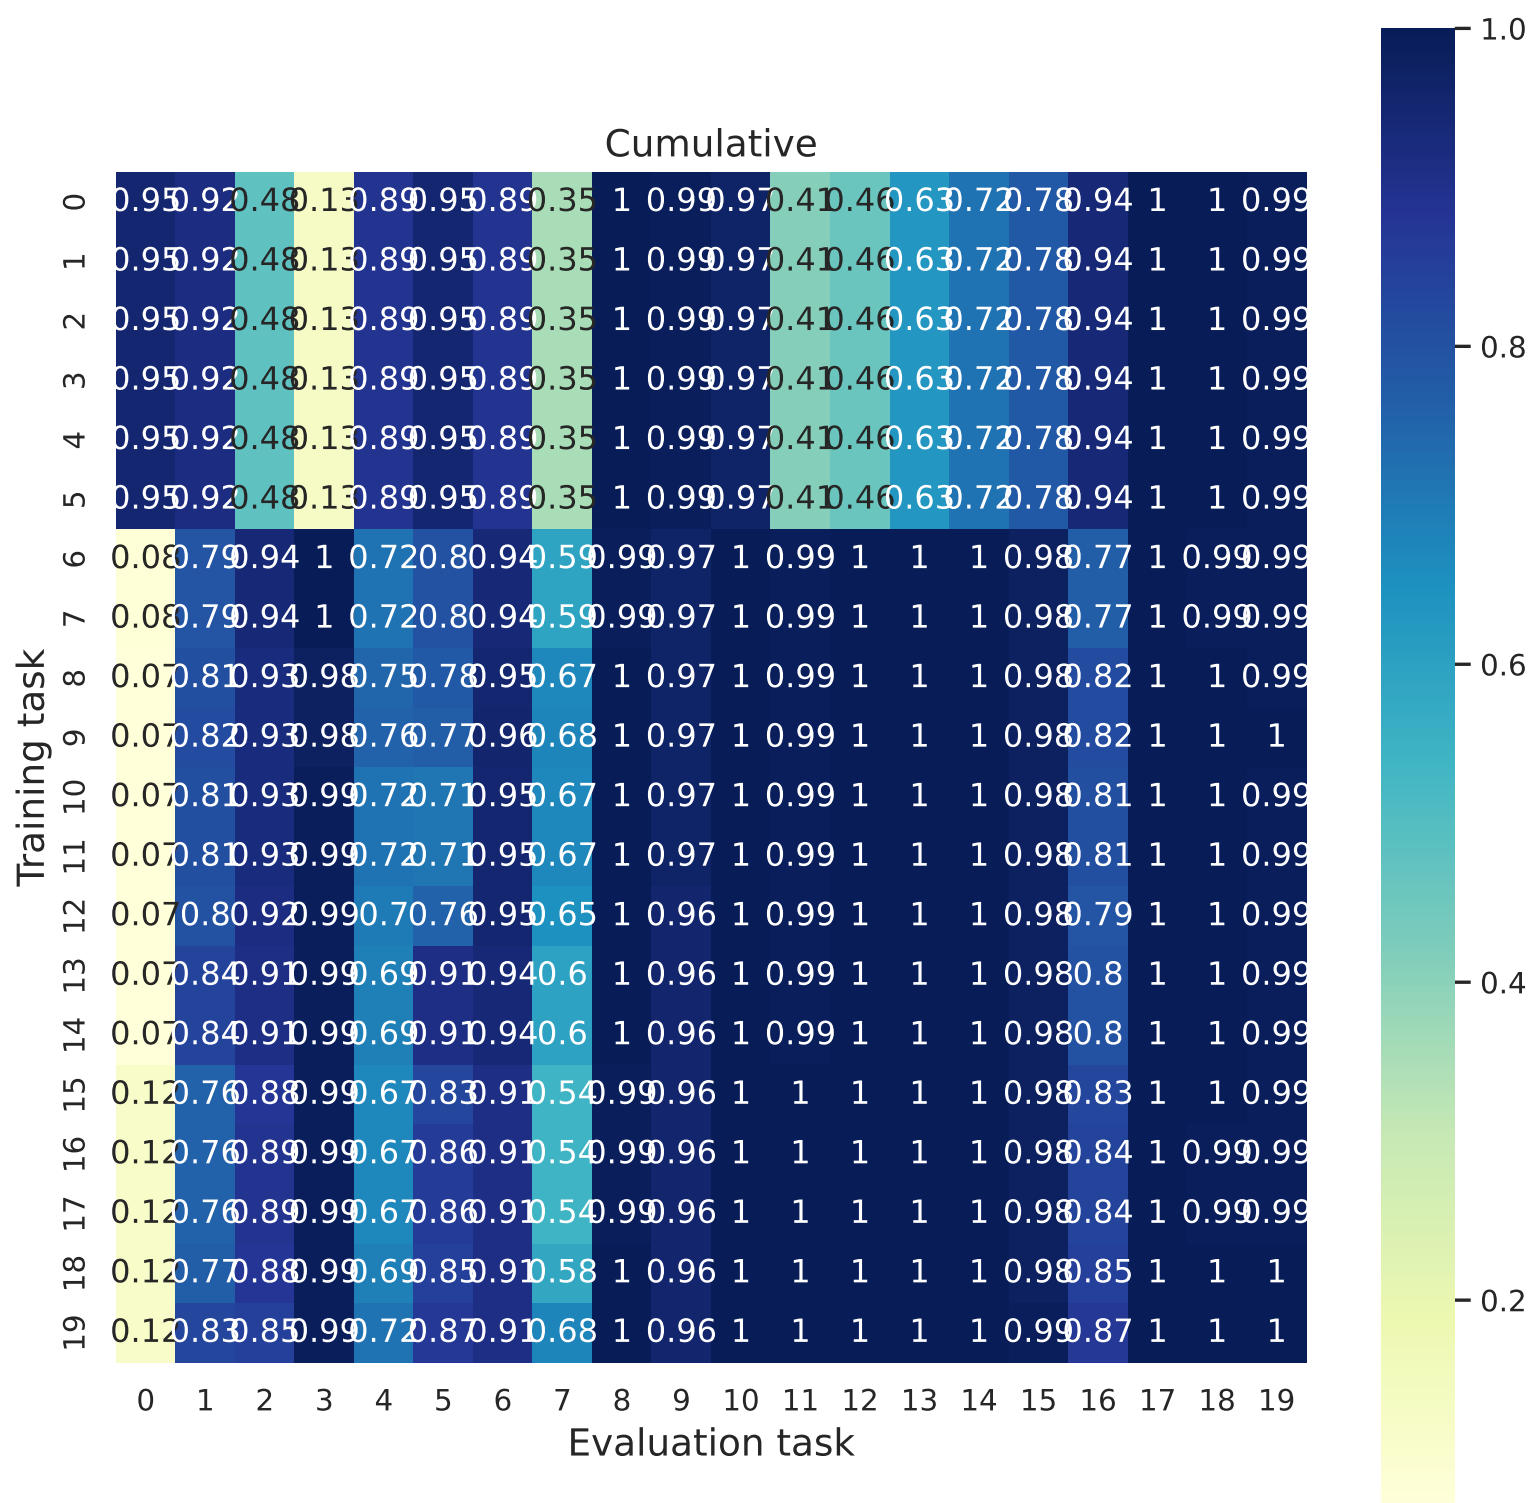 Cumulative
0 0.95 0.92 0.48 0.13 0.89 0.95 0.89 0.35 1 0.99 0.97 0.41 0.46 0.63 0.72 0.78 0.94 1 1 0.99
1 0.95 0.92 0.48 0.13 0.89 0.95 0.89 0.35 1 0.99 0.97 0.41 0.46 0.63 0.72 0.78 0.94 1 1 0.99
2 0.95 0.92 0.48 0.13 0.89 0.95 0.89 0.35 1 0.99 0.97 0.41 0.46 0.63 0.72 0.78 0.94 1 1 0.99
3 0.95 0.92 0.48 0.13 0.89 0.95 0.89 0.35 1 0.99 0.97 0.41 0.46 0.63 0.72 0.78 0.94 1 1 0.99
4 0.95 0.92 0.48 0.13 0.89 0.95 0.89 0.35 1 0.99 0.97 0.41 0.46 0.63 0.72 0.78 0.94 1 1 0.99
5 0.95 0.92 0.48 0.13 0.89 0.95 0.89 0.35 1 0.99 0.97 0.41 0.46 0.63 0.72 0.78 0.94 1 1 0.99
6 0.08 0.79 0.94 1 0.72 0.8 0.94 0.59 0.99 0.97 1 0.99 1 1 1 0.98 0.77 1 0.99 0.99
7 0.08 0.79 0.94 1 0.72 0.8 0.94 0.59 0.99 0.97 1 0.99 1 1 1 0.98 0.77 1 0.99 0.99
8 0.07 0.81 0.93 0.98 0.75 0.78 0.95 0.67 1 0.97 1 0.99 1 1 1 0.98 0.82 1 1 0.99
9 0.07 0.82 0.93 0.98 0.76 0.77 0.96 0.68 1 0.97 1 0.99 1 1 1 0.98 0.82 1 1 1
10 0.07 0.81 0.93 0.99 0.72 0.71 0.95 0.67 1 0.97 1 0.99 1 1 1 0.98 0.81 1 1 0.99
11 0.07 0.81 0.93 0.99 0.72 0.71 0.95 0.67 1 0.97 1 0.99 1 1 1 0.98 0.81 1 1 0.99
12 0.07 0.8 0.92 0.99 0.7 0.76 0.95 0.65 1 0.96 1 0.99 1 1 1 0.98 0.79 1 1 0.99
13 0.07 0.84 0.91 0.99 0.69 0.91 0.94 0.6 1 0.96 1 0.99 1 1 1 0.98 0.8 1 1 0.99
14 0.07 0.84 0.91 0.99 0.69 0.91 0.94 0.6 1 0.96 1 0.99 1 1 1 0.98 0.8 1 1 0.99
15 0.12 0.76 0.88 0.99 0.67 0.83 0.91 0.54 0.99 0.96 1 1 1 1 1 0.98 0.83 1 1 0.99
16 0.12 0.76 0.89 0.99 0.67 0.86 0.91 0.54 0.99 0.96 1 1 1 1 1 0.98 0.84 1 0.99 0.99
17 0.12 0.76 0.89 0.99 0.67 0.86 0.91 0.54 0.99 0.96 1 1 1 1 1 0.98 0.84 1 0.99 0.99
18 0.12 0.77 0.88 0.99 0.69 0.85 0.91 0.58 1 0.96 1 1 1 1 1 0.98 0.85 1 1 1
19 0.12 0.83 0.85 0.99 0.72 0.87 0.91 0.68 1 0.96 1 1 1 1 1 0.99 0.87 1 1 1
0 1 2 3 4 5 6 7 8 9 10 11 12 13 14 15 16 17 18 19
Evaluation task
Training task
1.0
0.8
0.6
0.4
0.2